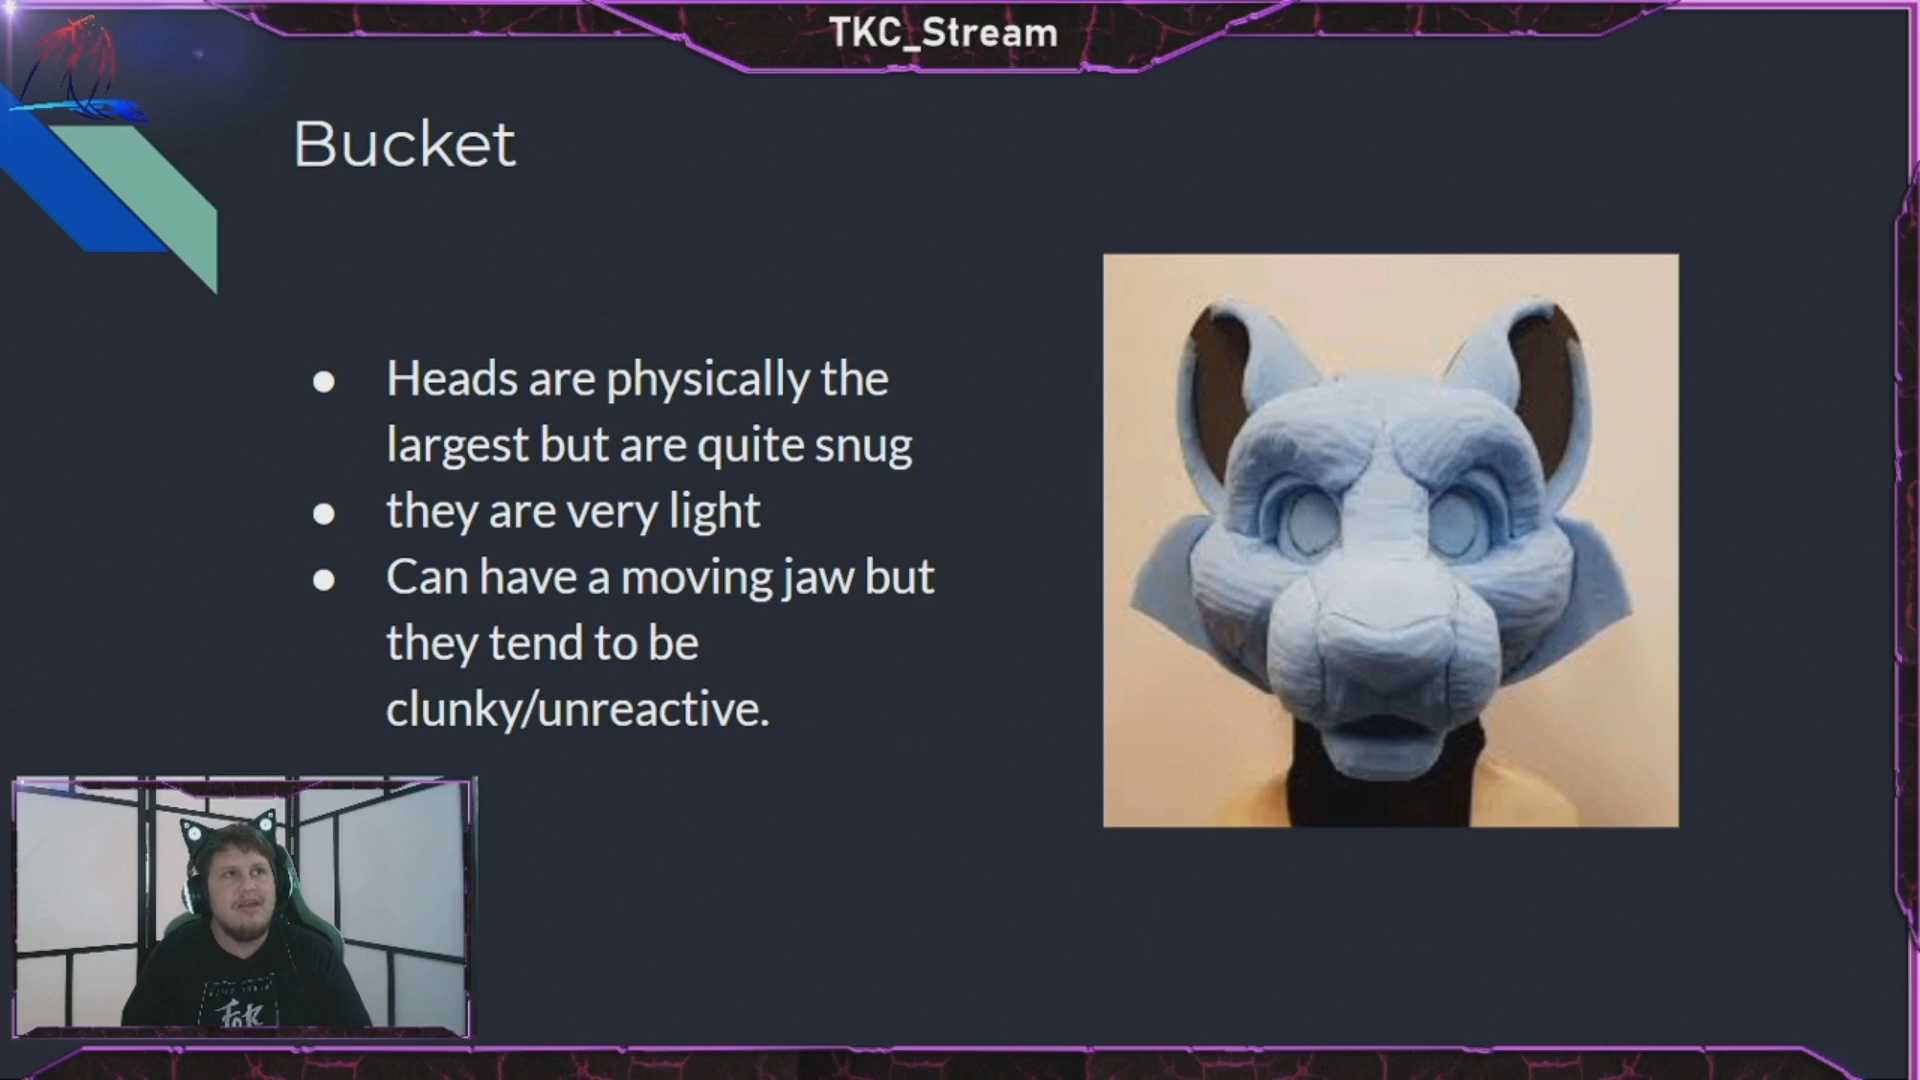 TKC_Stream
Bucket
● Heads are physically the
largest but are quite snug
● they are very light
● Can have a moving jaw but
they tend to be
clunky/unreactive.